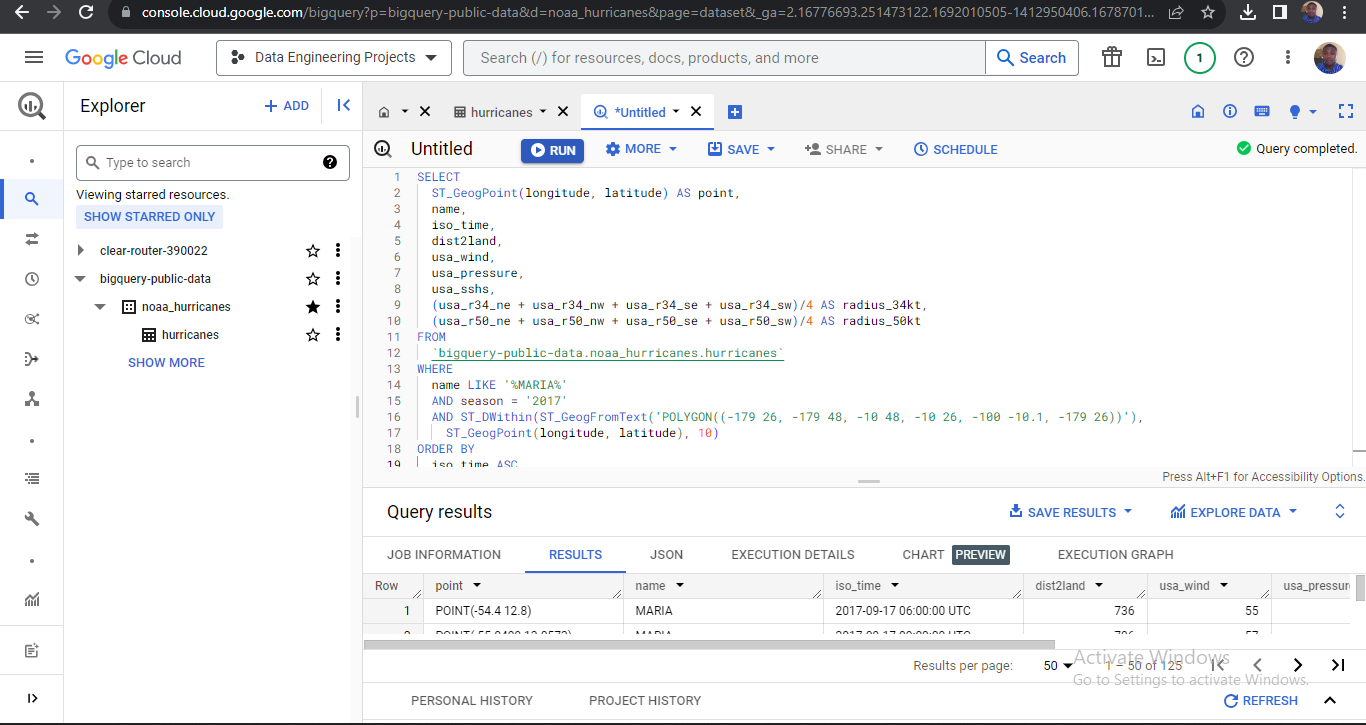 console.cloud.google.com/bigquery?p=bigquery-public-data&d=noaa_hurricanes&page=dataset&_ga=2.16776693.251473122.1692010505-1412950406.1678701...
Google Cloud
Data Engineering Projects
Search (/) for resources, docs, products, and more
Search
1
Explorer
+ ADD
hurricanes
*Untitled
Type to search
Untitled
RUN
MORE
SAVE
SHARE
SCHEDULE
Query completed.
Viewing starred resources.
SHOW STARRED ONLY
clear-router-390022
bigquery-public-data
noaa_hurricanes
hurricanes
SHOW MORE
1 SELECT
2 ST_GeogPoint(longitude, latitude) AS point,
3 name,
4 iso_time,
5 dist2land,
6 usa_wind,
7 usa_pressure,
8 usa_sshs,
9 (usa_r34_ne + usa_r34_nw + usa_r34_se + usa_r34_sw)/4 AS radius_34kt,
10 (usa_r50_ne + usa_r50_nw + usa_r50_se + usa_r50_sw)/4 AS radius_50kt
11 FROM
12 `bigquery-public-data.noaa_hurricanes.hurricanes`
13 WHERE
14 name LIKE '%MARIA%'
15 AND season = '2017'
16 AND ST_DWithin(ST_GeogFromText('POLYGON((-179 26, -179 48, -10 48, -10 26, -100 -10.1, -179 26))'),
17 ST_GeogPoint(longitude, latitude), 10)
18 ORDER BY
19 iso_time ASC
Press Alt+F1 for Accessibility Options.
Query results
SAVE RESULTS
EXPLORE DATA
JOB INFORMATION
RESULTS
JSON
EXECUTION DETAILS
CHART PREVIEW
EXECUTION GRAPH
Row point name iso_time dist2land usa_wind usa_pressur
1 POINT(-54.4 12.8) MARIA 2017-09-17 06:00:00 UTC 736 55
Results per page: 50 1 – 50 of 125
Activate Windows
Go to Settings to activate Windows.
PERSONAL HISTORY
PROJECT HISTORY
REFRESH